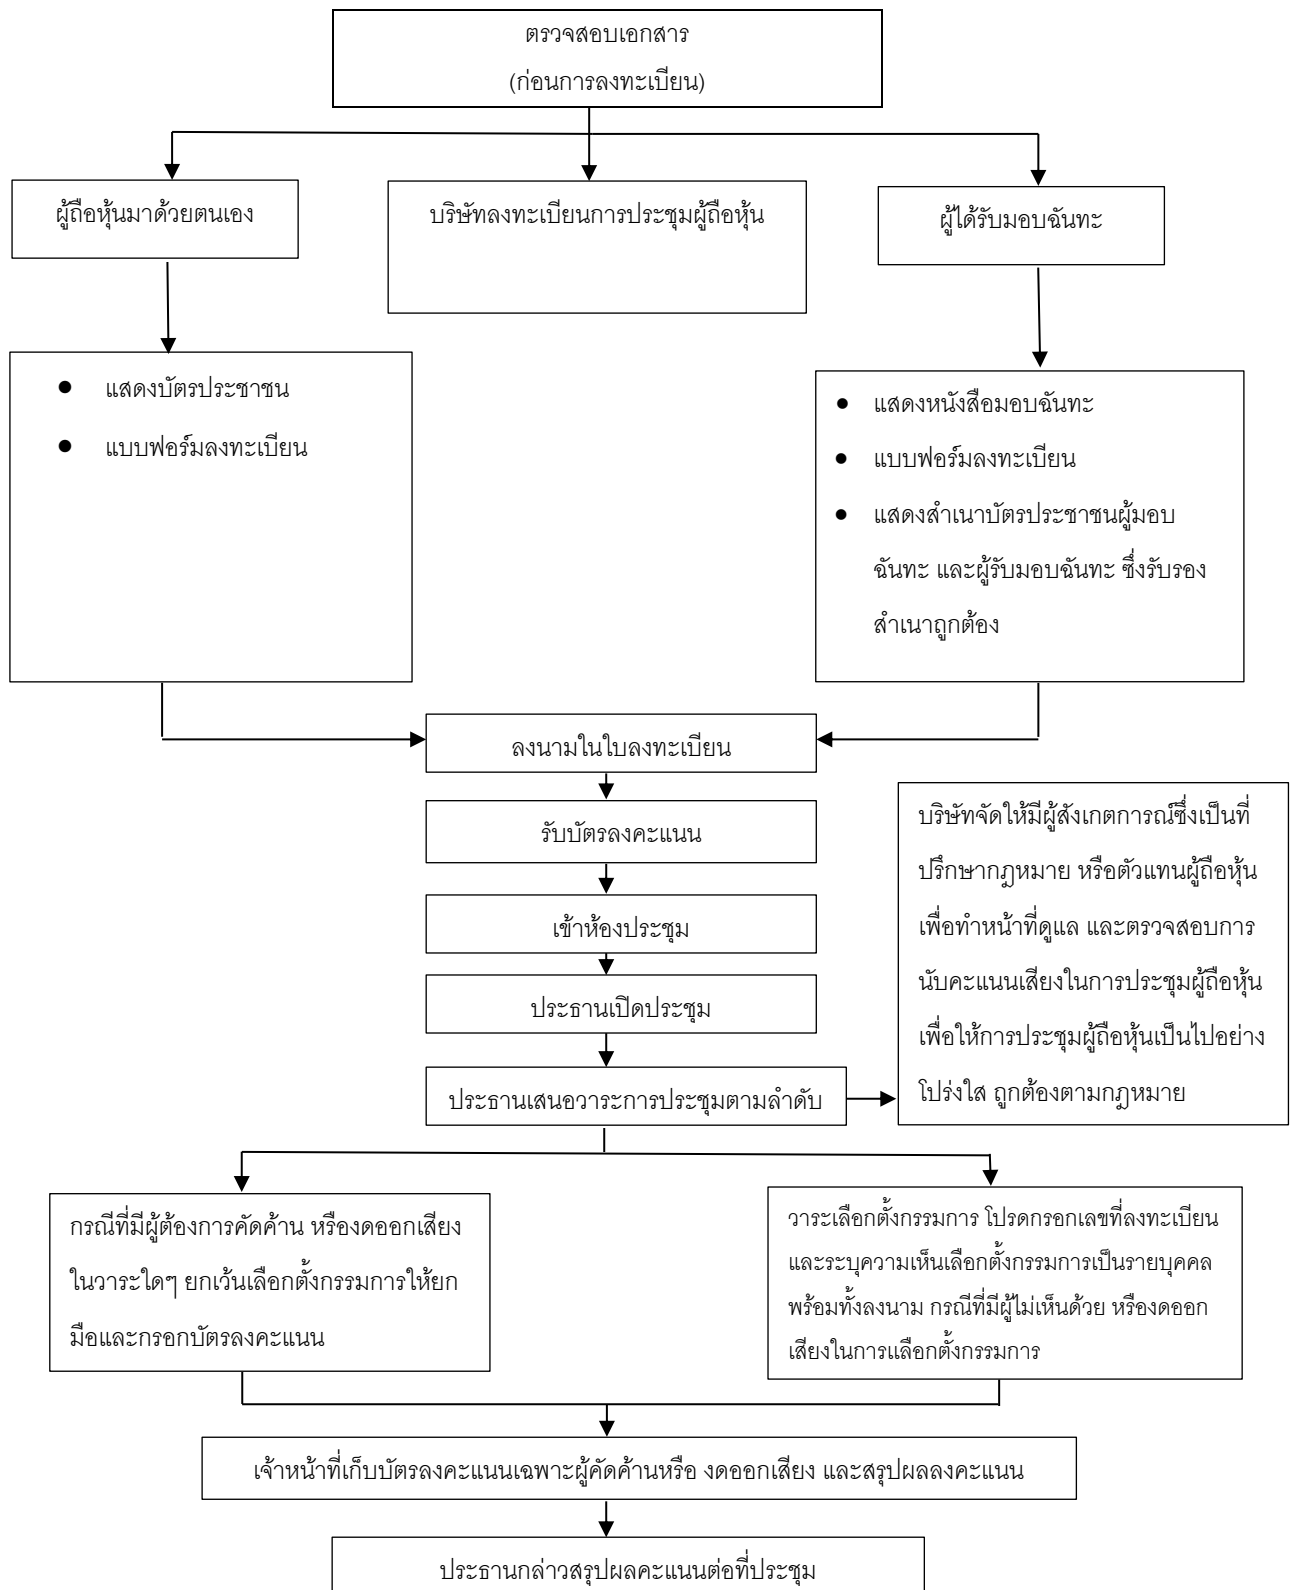 ตรวจสอบเอกสาร
(ก่อนการลงทะเบียน)
ผู้ถือหุ้นมาด้วยตนเอง
บริษัทลงทะเบียนการประชุมผู้ถือหุ้น
ผู้ได้รับมอบฉันทะ
● แสดงบัตรประชาชน
● แบบฟอร์มลงทะเบียน
● แสดงหนังสือมอบฉันทะ
● แบบฟอร์มลงทะเบียน
● แสดงสำเนาบัตรประชาชนผู้มอบ
ฉันทะ และผู้รับมอบฉันทะ ซึ่งรับรอง
สำเนาถูกต้อง
ลงนามในใบลงทะเบียน
รับบัตรลงคะแนน
เข้าห้องประชุม
ประธานเปิดประชุม
ประธานเสนอวาระการประชุมตามลำดับ
บริษัทจัดให้มีผู้สังเกตการณ์ซึ่งเป็นที่
ปรึกษากฎหมาย หรือตัวแทนผู้ถือหุ้น
เพื่อทำหน้าที่ดูแล และตรวจสอบการ
นับคะแนนเสียงในการประชุมผู้ถือหุ้น
เพื่อให้การประชุมผู้ถือหุ้นเป็นไปอย่าง
โปร่งใส ถูกต้องตามกฎหมาย
กรณีที่มีผู้ต้องการคัดค้าน หรืองดออกเสียง
ในวาระใดๆ ยกเว้นเลือกตั้งกรรมการให้ยก
มือและกรอกบัตรลงคะแนน
วาระเลือกตั้งกรรมการ โปรดกรอกเลขที่ลงทะเบียน
และระบุความเห็นเลือกตั้งกรรมการเป็นรายบุคคล
พร้อมทั้งลงนาม กรณีที่มีผู้ไม่เห็นด้วย หรืองดออก
เสียงในการแลือกตั้งกรรมการ
เจ้าหน้าที่เก็บบัตรลงคะแนนเฉพาะผู้คัดค้านหรือ งดออกเสียง และสรุปผลลงคะแนน
ประธานกล่าวสรุปผลคะแนนต่อที่ประชุม